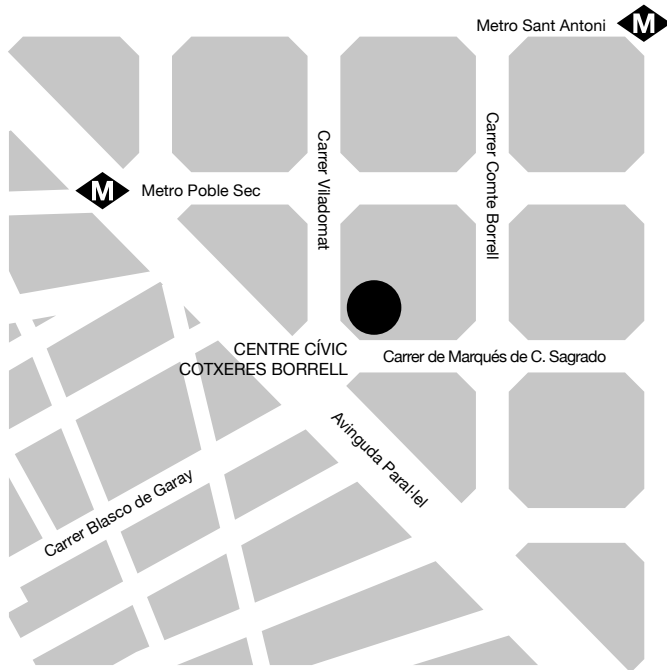 Metro Sant Antoni M
Carrer Viladomat
Carrer Comte Borrell
M Metro Poble Sec
CENTRE CÍVIC
COTXERES BORRELL
Carrer de Marqués de C. Sagrado
Avinguda Paral·lel
Carrer Blasco de Garay